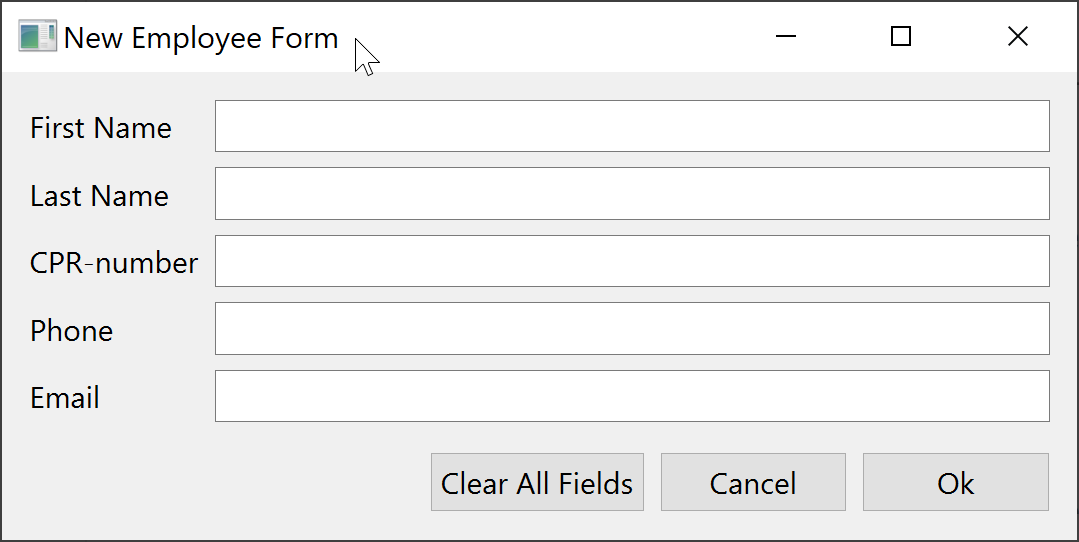 New Employee Form
First Name
Last Name
CPR-number
Phone
Email
Clear All Fields Cancel Ok